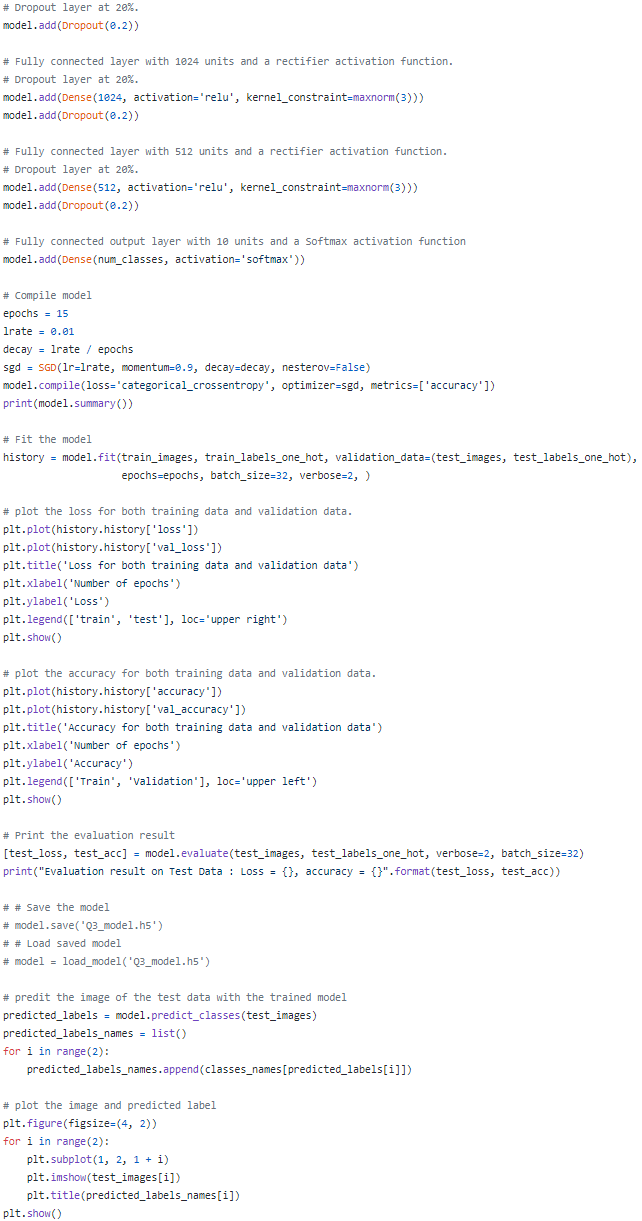 # Dropout layer at 20%.
model.add(Dropout(0.2))

# Fully connected layer with 1024 units and a rectifier activation function.
# Dropout layer at 20%.
model.add(Dense(1024, activation='relu', kernel_constraint=maxnorm(3)))
model.add(Dropout(0.2))

# Fully connected layer with 512 units and a rectifier activation function.
# Dropout layer at 20%.
model.add(Dense(512, activation='relu', kernel_constraint=maxnorm(3)))
model.add(Dropout(0.2))

# Fully connected output layer with 10 units and a Softmax activation function
model.add(Dense(num_classes, activation='softmax'))

# Compile model
epochs = 15
lrate = 0.01
decay = lrate / epochs
sgd = SGD(lr=lrate, momentum=0.9, decay=decay, nesterov=False)
model.compile(loss='categorical_crossentropy', optimizer=sgd, metrics=['accuracy'])
print(model.summary())

# Fit the model
history = model.fit(train_images, train_labels_one_hot, validation_data=(test_images, test_labels_one_hot),
                    epochs=epochs, batch_size=32, verbose=2, )

# plot the loss for both training data and validation data.
plt.plot(history.history['loss'])
plt.plot(history.history['val_loss'])
plt.title('Loss for both training data and validation data')
plt.xlabel('Number of epochs')
plt.ylabel('Loss')
plt.legend(['train', 'test'], loc='upper right')
plt.show()

# plot the accuracy for both training data and validation data.
plt.plot(history.history['accuracy'])
plt.plot(history.history['val_accuracy'])
plt.title('Accuracy for both training data and validation data')
plt.xlabel('Number of epochs')
plt.ylabel('Accuracy')
plt.legend(['Train', 'Validation'], loc='upper left')
plt.show()

# Print the evaluation result
[test_loss, test_acc] = model.evaluate(test_images, test_labels_one_hot, verbose=2, batch_size=32)
print("Evaluation result on Test Data : Loss = {}, accuracy = {}".format(test_loss, test_acc))

# # Save the model
# model.save('Q3_model.h5')
# # Load saved model
# model = load_model('Q3_model.h5')

# predit the image of the test data with the trained model
predicted_labels = model.predict_classes(test_images)
predicted_labels_names = list()
for i in range(2):
    predicted_labels_names.append(classes_names[predicted_labels[i]])

# plot the image and predicted label
plt.figure(figsize=(4, 2))
for i in range(2):
    plt.subplot(1, 2, 1 + i)
    plt.imshow(test_images[i])
    plt.title(predicted_labels_names[i])
plt.show()